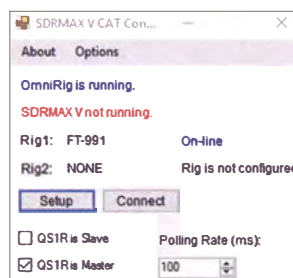 SDRMAX V CAT Con...
About Options
OmniRig is running.
SDRMAX V not running.
Rig1: FT-991 On-line
Rig2: NONE Rig is not configured
Setup Connect
QS1R is Slave Polling Rate (ms):
QS1R is Master 100